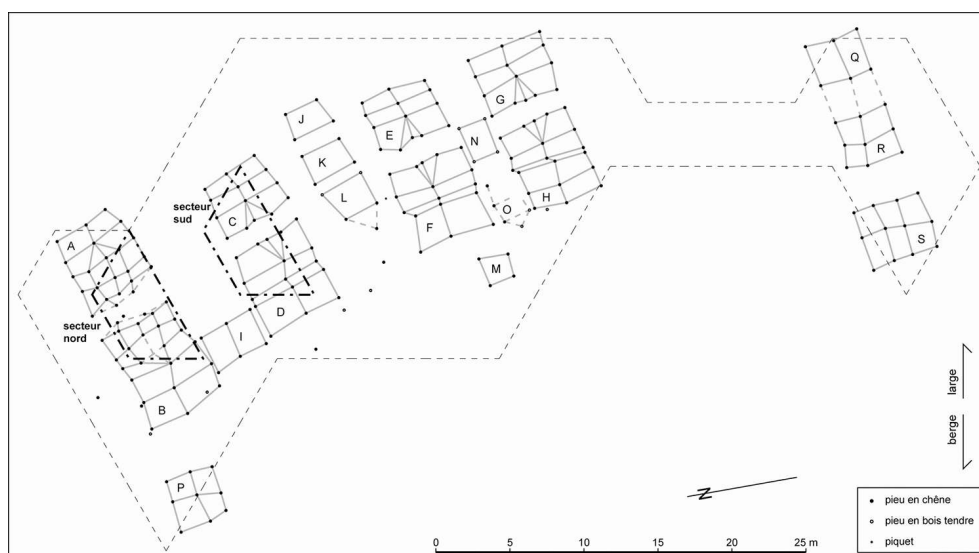 Q
G
J
E
N
R
K
secteur
sud
C
L
H
O
A
F
S
M
secteur
nord
D
I
B
large
berge
P
N
pieu en chêne
pieu en bois tendre
piquet
0 5 10 15 20 25 m